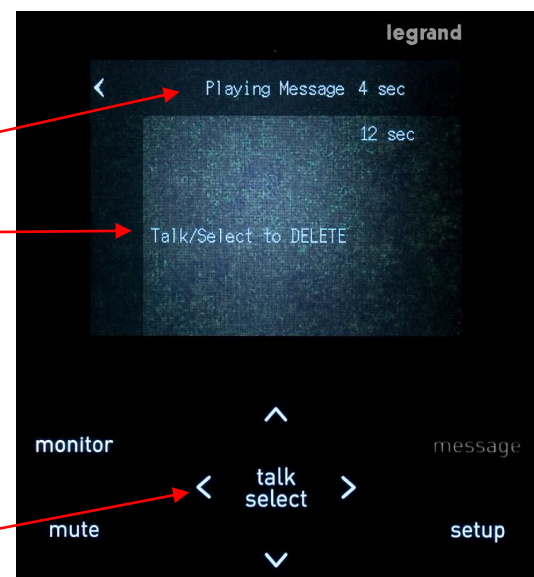 legrand
Playing Message 4 sec
12 sec
Talk/Select to DELETE
monitor
message
talk
select
mute
setup